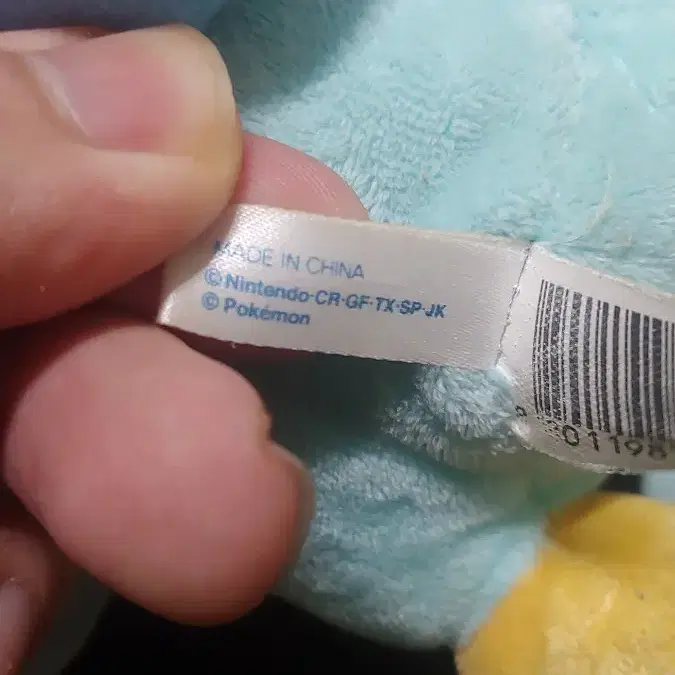 MADE IN CHINA
©Nintendo·CR·GF·TX·SP·JK
© Pokémon